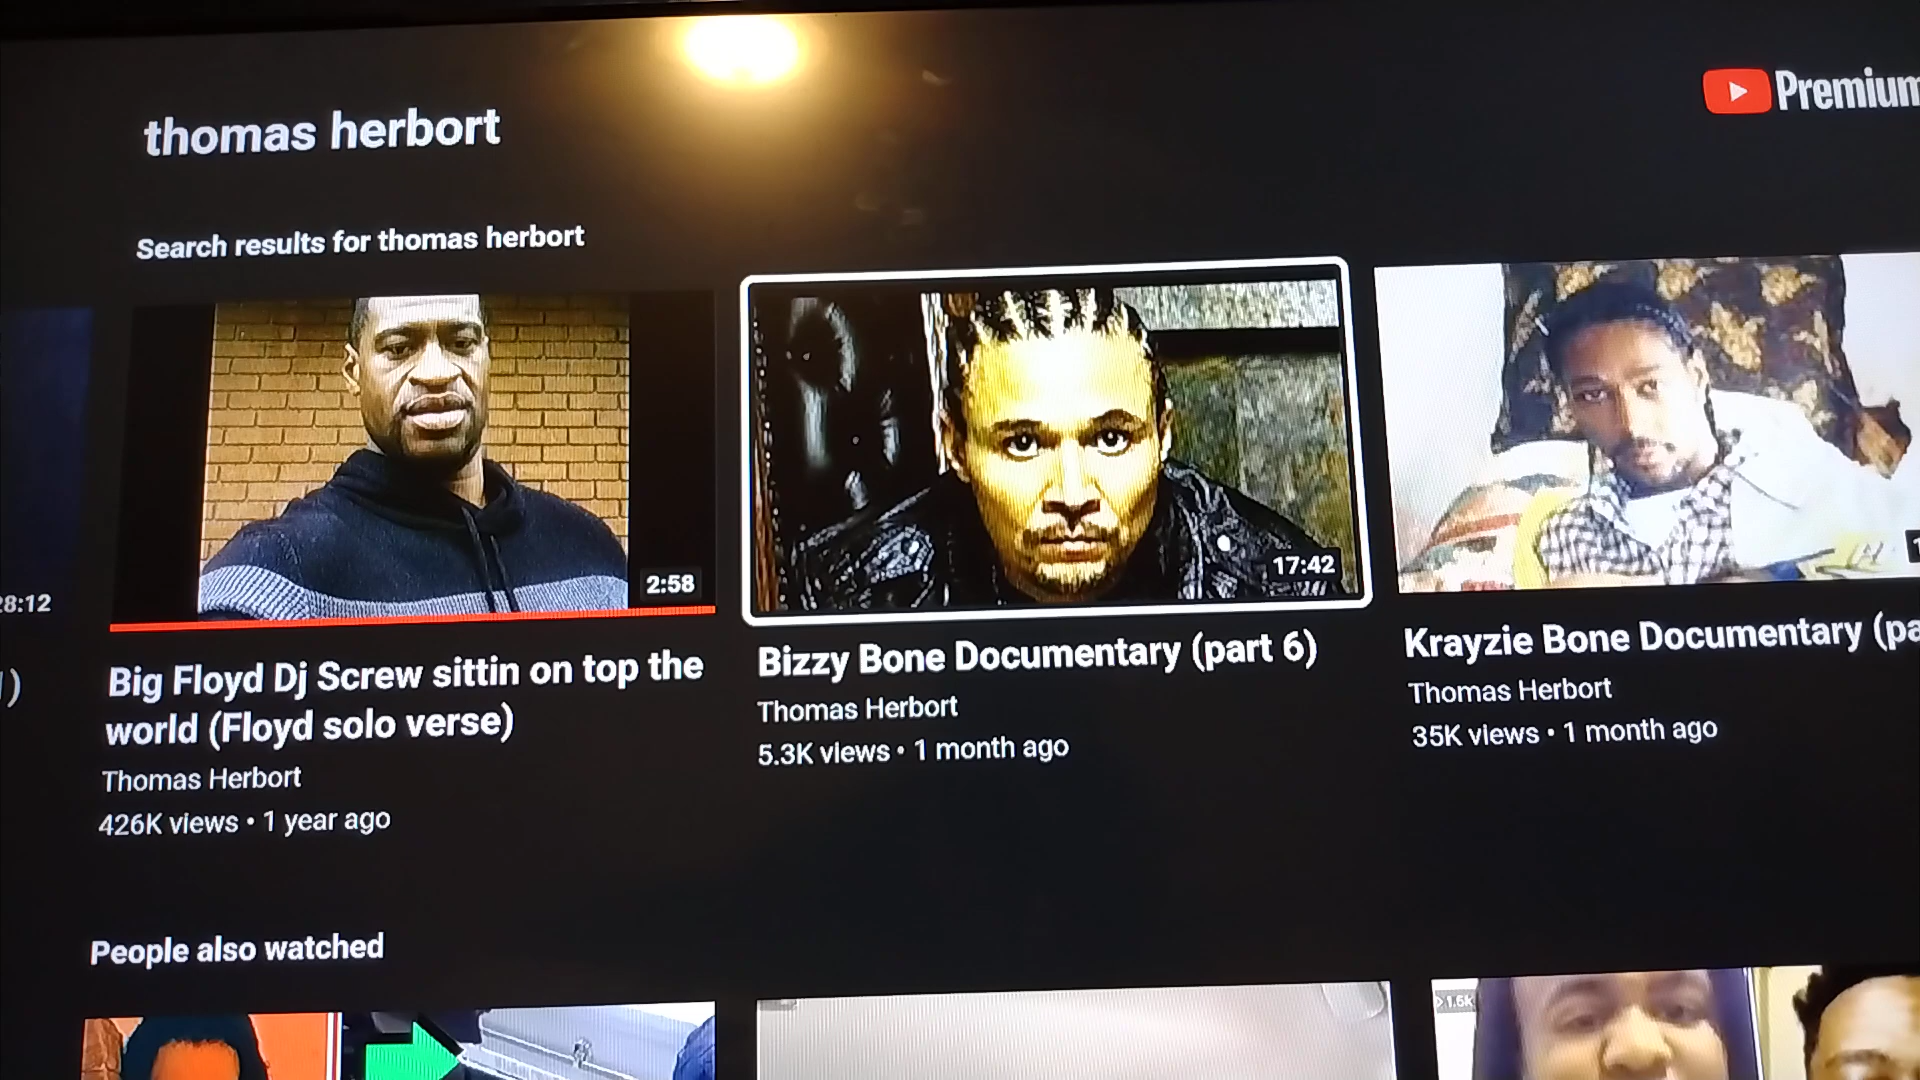 thomas herbort
Premium
Search results for thomas herbort
28:12
2:58
17:42
Big Floyd Dj Screw sittin on top the
world (Floyd solo verse)
Thomas Herbort
426K views • 1 year ago
Bizzy Bone Documentary (part 6)
Thomas Herbort
5.3K views • 1 month ago
Krayzie Bone Documentary (pa
Thomas Herbort
35K views • 1 month ago
People also watched
1.5K